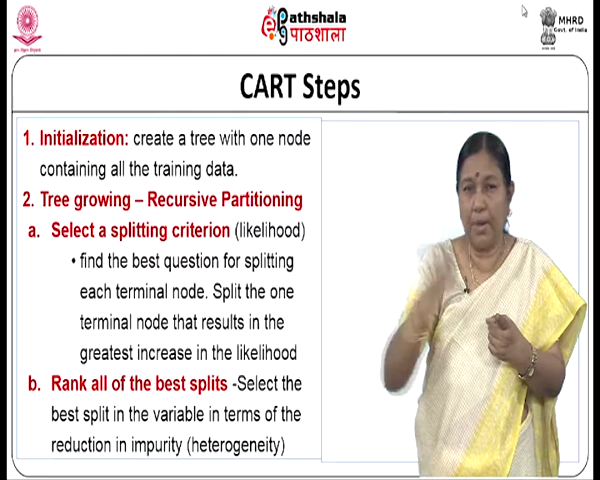 ePathshala
पाठशाला
MHRD
Govt. of India
CART Steps
1. Initialization: create a tree with one node
containing all the training data.
2. Tree growing – Recursive Partitioning
a. Select a splitting criterion (likelihood)
• find the best question for splitting
each terminal node. Split the one
terminal node that results in the
greatest increase in the likelihood
b. Rank all of the best splits -Select the
best split in the variable in terms of the
reduction in impurity (heterogeneity)